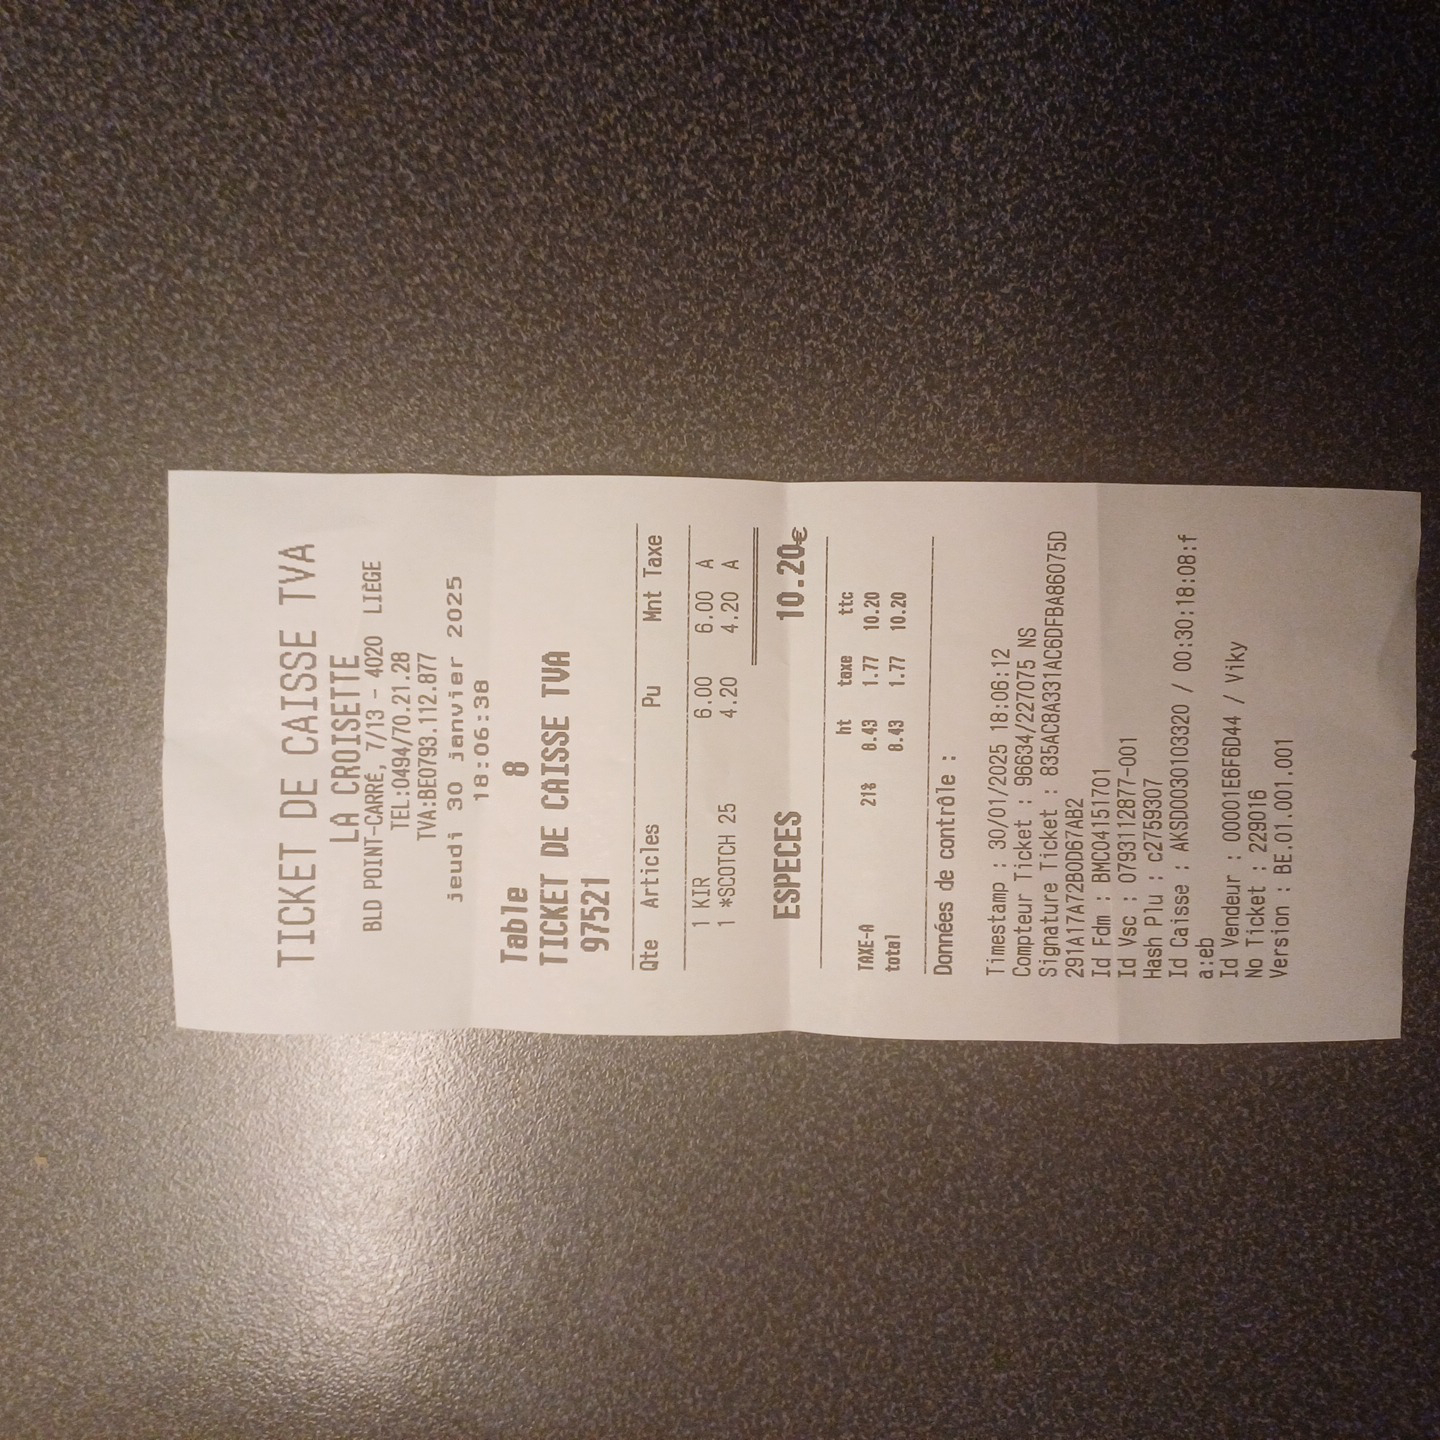 TICKET DE CAISSE TVA
LA CROISETTE
BLD POINT-CARRÉ, 7/13 - 4020 LIÈGE
TEL:0494/70.21.28
TVA:BE0793.112.877
jeudi 30 janvier 2025
18:06:38
Table 8
TICKET DE CAISSE TVA
97521
Qte Articles Pu Mnt Taxe
1 KIR 6.00 6.00 A
1 *SCOTCH 25 4.20 4.20 A
ESPECES 10.20€
ht taxe ttc
TAXE-A 21% 8.43 1.77 10.20
total 8.43 1.77 10.20
Données de contrôle :
Timestamp : 30/01/2025 18:06:12
Compteur Ticket : 96634/227075 NS
Signature Ticket : 835AC8A331AC6DFBA86075D
291A17A72B0D67AB2
Id Fdm : BMC04151701
Id Vsc : 0793112877-001
Hash Plu : c2759307
Id Caisse : AKSD0030103320 / 00:30:18:08:f
a:eb
Id Vendeur : 00001E6F6D44 / Viky
No Ticket : 229016
Version : BE.01.001.001